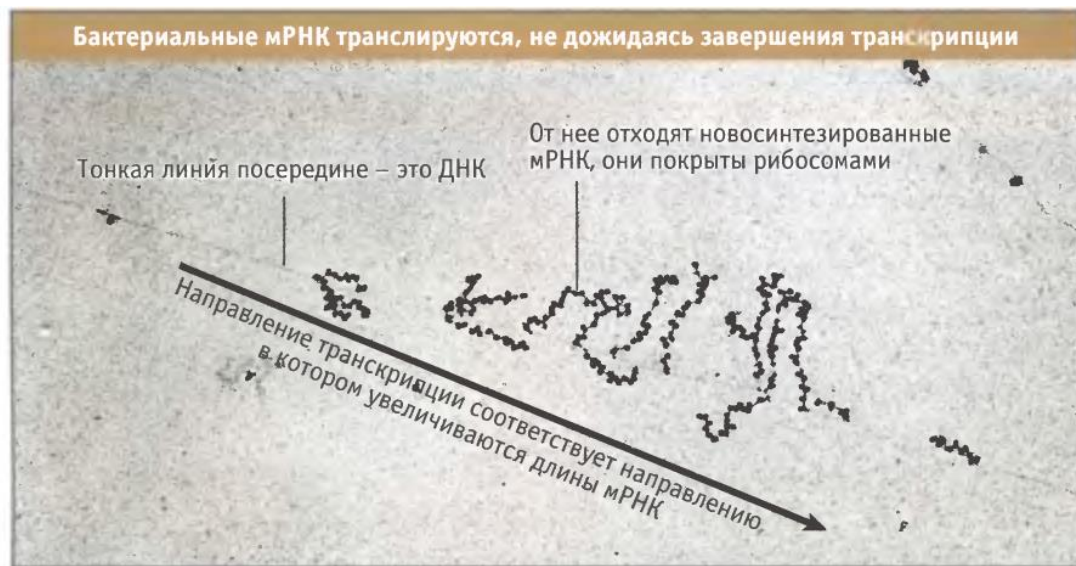 Бактериальные мРНК транслируются, не дожидаясь завершения транскрипции
Тонкая линия посередине – это ДНК
От нее отходят новосинтезированные
мРНК, они покрыты рибосомами
Направление транскрипции соответствует направлению,
в котором увеличиваются длины мРНК